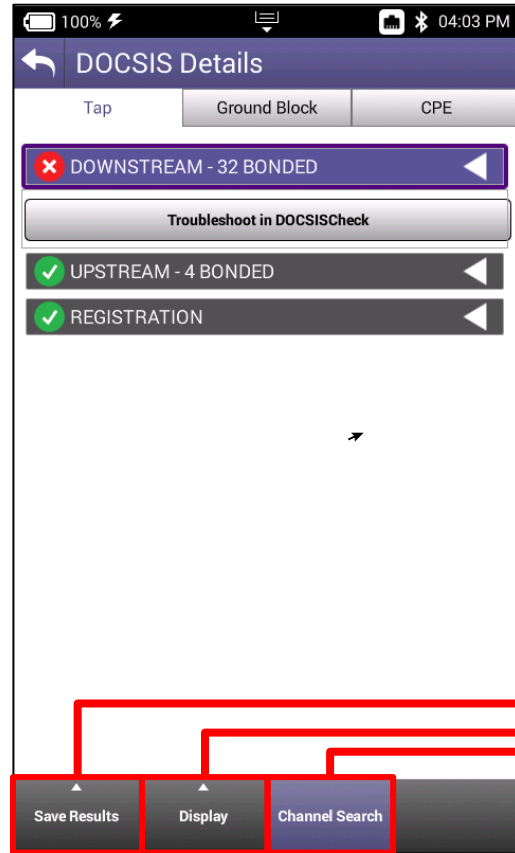 100% 04:03 PM
DOCSIS Details
Tap Ground Block CPE
DOWNSTREAM - 32 BONDED
Troubleshoot in DOCSISCheck
UPSTREAM - 4 BONDED
REGISTRATION
Save Results Display Channel Search